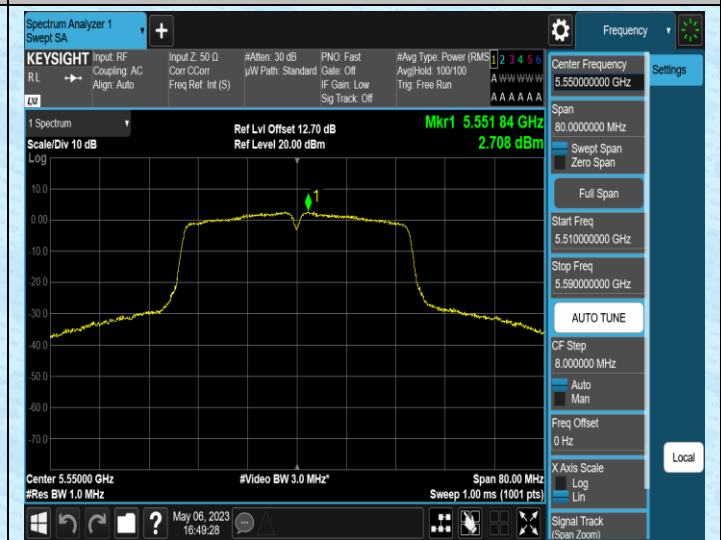 Spectrum Analyzer 1
Swept SA
+
Frequency
KEYSIGHT
R L
LXI
Input: RF
Coupling: AC
Align: Auto
Input Z: 50 Ω
Corr CCorr
Freq Ref: Int (S)
#Atten: 30 dB
µW Path: Standard
PNO: Fast
Gate: Off
IF Gain: Low
Sig Track: Off
#Avg Type: Power (RMS
Avg|Hold: 100/100
Trig: Free Run
1 2 3 4 5 6
A W W W W W
A A A A A A
1 Spectrum
Scale/Div 10 dB
Log
Ref Lvl Offset 12.70 dB
Ref Level 20.00 dBm
Mkr1 5.551 84 GHz
2.708 dBm
1
10.0
0.00
-10.0
-20.0
-30.0
-40.0
-50.0
-60.0
-70.0
Center 5.55000 GHz
#Res BW 1.0 MHz
#Video BW 3.0 MHz*
Span 80.00 MHz
Sweep 1.00 ms (1001 pts)
Center Frequency
5.550000000 GHz
Settings
Span
80.0000000 MHz
Swept Span
Zero Span
Full Span
Start Freq
5.510000000 GHz
Stop Freq
5.590000000 GHz
AUTO TUNE
CF Step
8.000000 MHz
Auto
Man
Freq Offset
0 Hz
X Axis Scale
Log
Lin
Signal Track
(Span Zoom)
Local
?
May 06, 2023
16:49:28